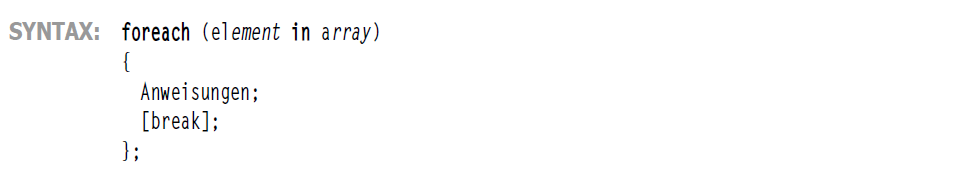 SYNTAX: foreach (element in array)
{
Anweisungen;
[break];
};